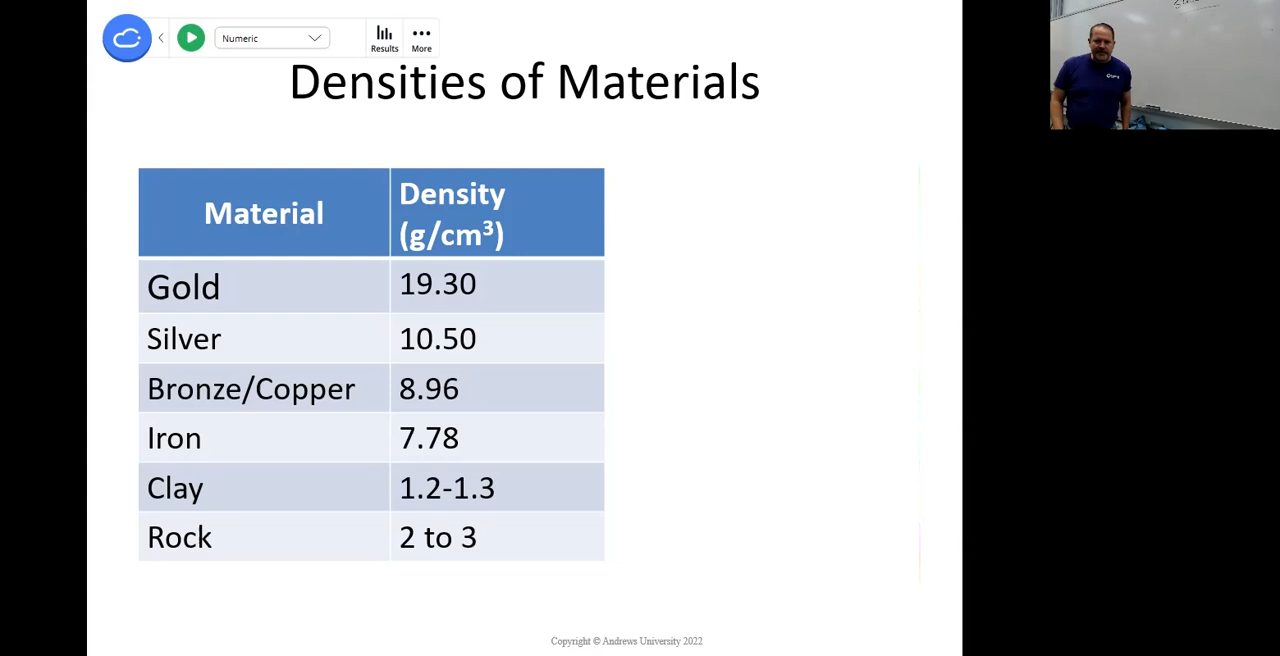 Numeric
Results
More
Densities of Materials
Material
Density
(g/cm³)
Gold
19.30
Silver
10.50
Bronze/Copper
8.96
Iron
7.78
Clay
1.2-1.3
Rock
2 to 3
Copyright © Andrews University 2022